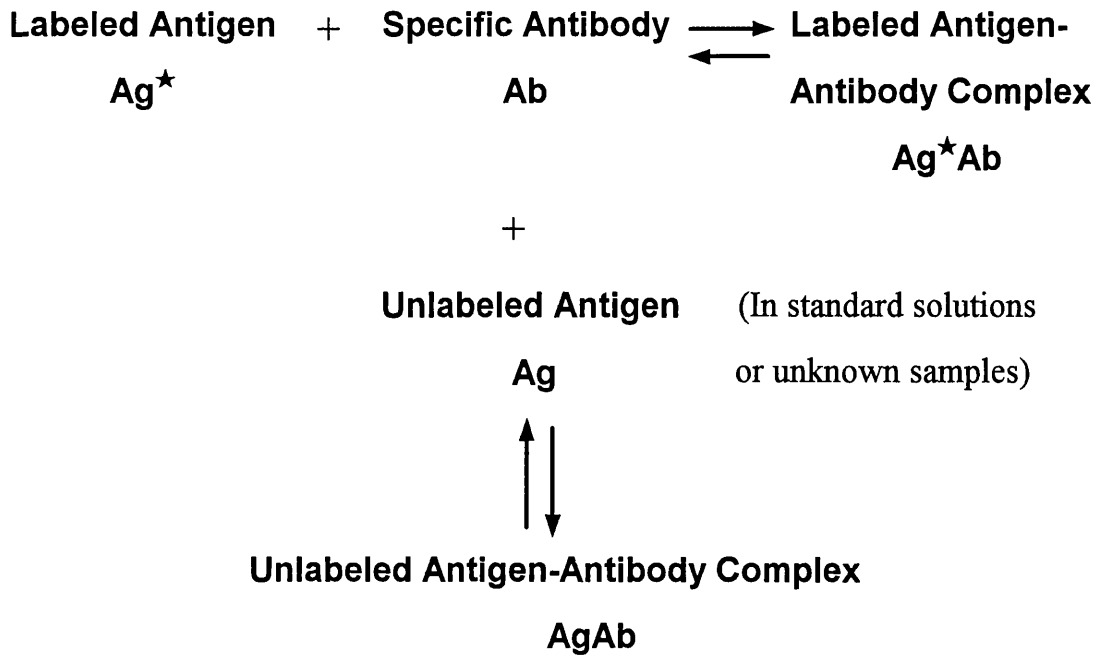 Labeled Antigen + Specific Antibody Labeled Antigen-
Ag★ Ab Antibody Complex
Ag★Ab
+
Unlabeled Antigen (In standard solutions
Ag or unknown samples)
Unlabeled Antigen-Antibody Complex
AgAb